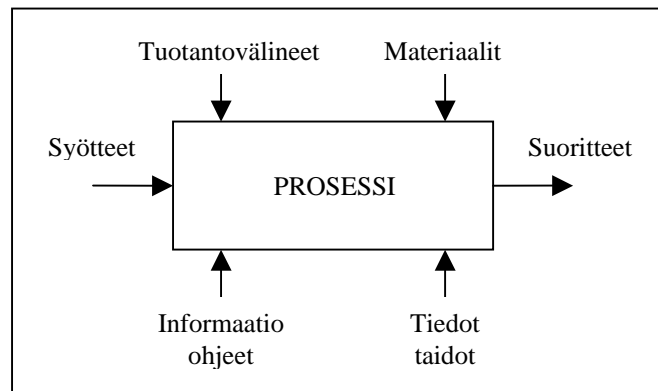 Tuotantovälineet
Materiaalit
Syötteet
PROSESSI
Suoritteet
Informaatio
ohjeet
Tiedot
taidot